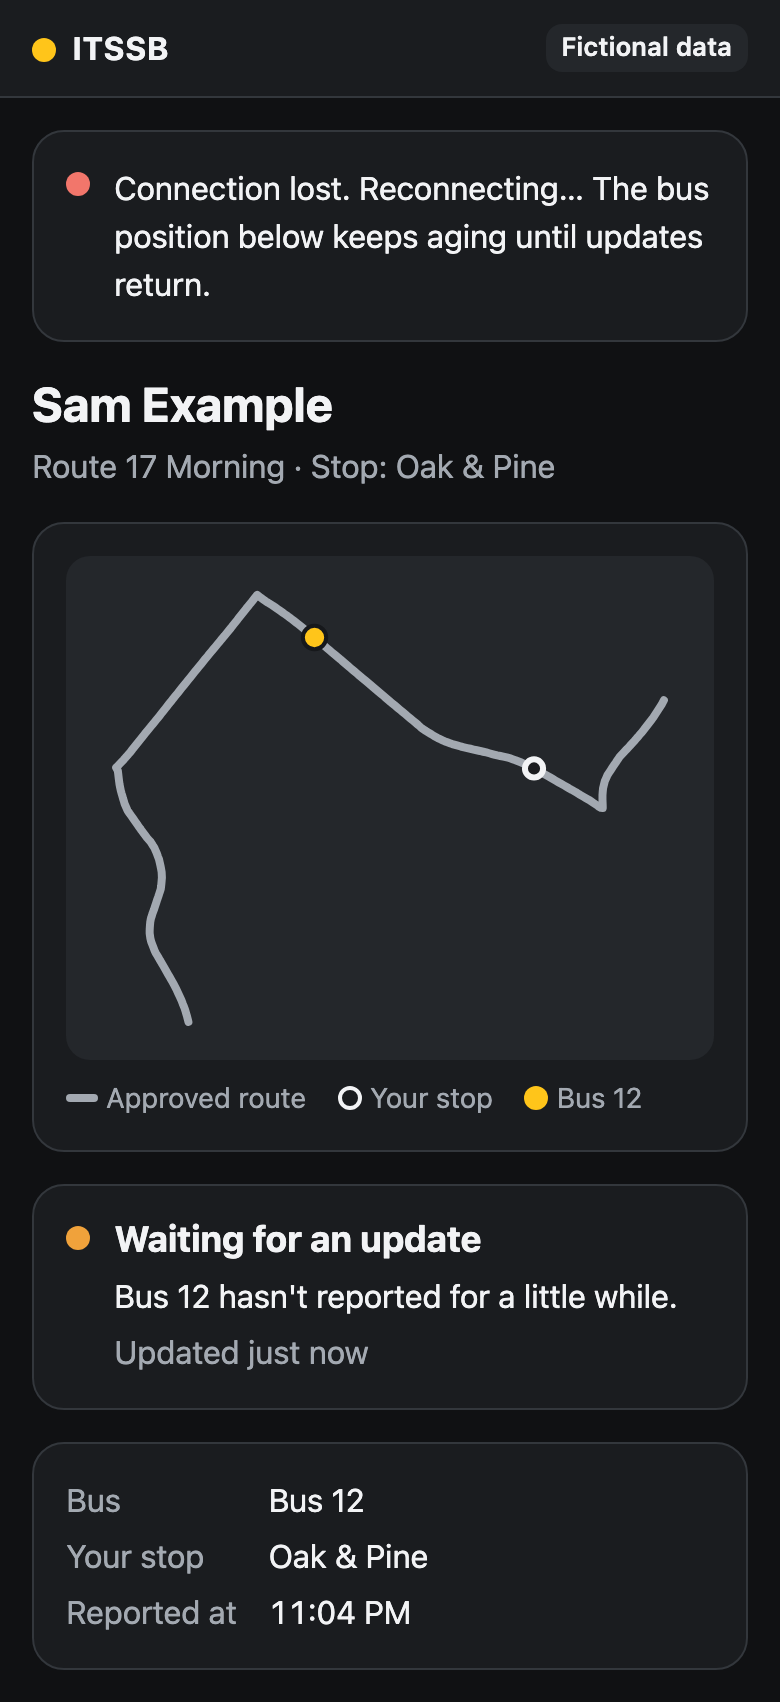 ITSSB
Fictional data
Connection lost. Reconnecting... The bus
position below keeps aging until updates
return.
Sam Example
Route 17 Morning · Stop: Oak & Pine
Approved route
Your stop
Bus 12
Waiting for an update
Bus 12 hasn't reported for a little while.
Updated just now
Bus Bus 12
Your stop Oak & Pine
Reported at 11:04 PM